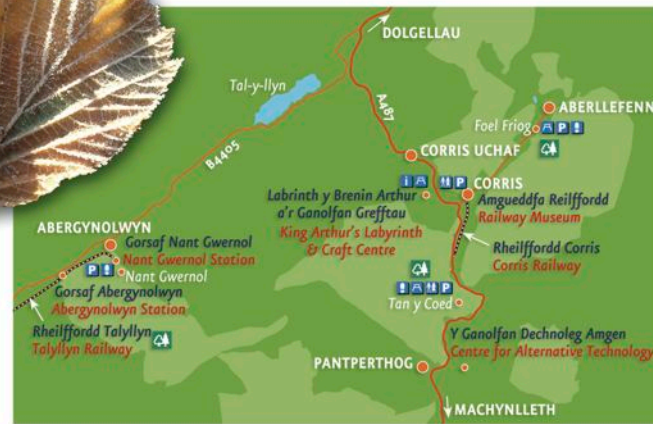 DOLGELLAU
Tal-y-llyn
A487
ABERLLEFENNI
Foel Friog
P
B4405
CORRIS UCHAF
i
P
CORRIS
Labrinth y Brenin Arthur
a'r Ganolfan Grefftau
King Arthur's Labyrinth
& Craft Centre
Amgueddfa Reilffordd
Railway Museum
ABERGYNOLWYN
Gorsaf Nant Gwernol
Nant Gwernol Station
P
Nant Gwernol
Rheilffordd Corris
Corris Railway
Gorsaf Abergynolwyn
Abergynolwyn Station
P
Tan y Coed
Rheilffordd Talyllyn
Talyllyn Railway
Y Ganolfan Dechnoleg Amgen
Centre for Alternative Technology
PANTPERTHOG
MACHYNLLETH